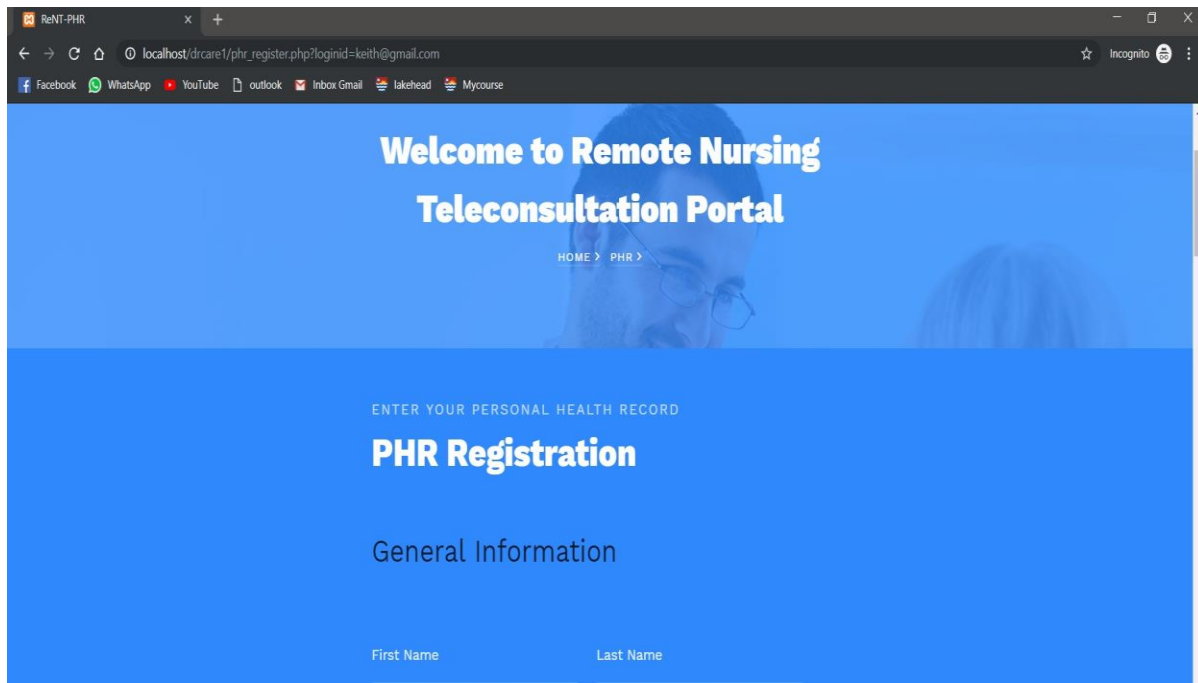 ReNT-PHR
localhost/drcare1/phr_register.php?loginid=keith@gmail.com
Incognito
Facebook WhatsApp YouTube outlook Inbox Gmail lakehead Mycourse
Welcome to Remote Nursing
Teleconsultation Portal
HOME > PHR >
ENTER YOUR PERSONAL HEALTH RECORD
PHR Registration
General Information
First Name Last Name